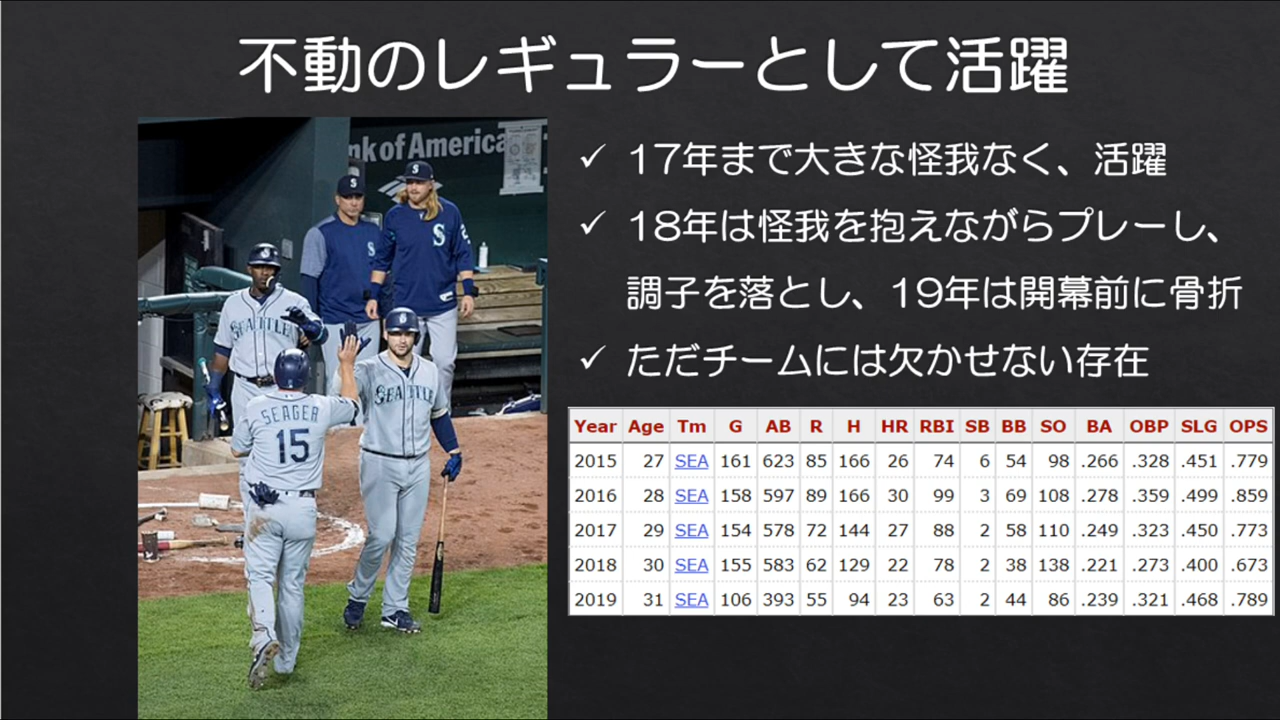 不動のレギュラーとして活躍
nk of America
S
S
S
S
2
SEATTLE
S
SEATTLE
SEAGER
15
✓ 17年まで大きな怪我なく、活躍
✓ 18年は怪我を抱えながらプレーし、
調子を落とし、19年は開幕前に骨折
✓ ただチームには欠かせない存在
Year Age Tm G AB R H HR RBI SB BB SO BA OBP SLG OPS
2015 27 SEA 161 623 85 166 26 74 6 54 98 .266 .328 .451 .779
2016 28 SEA 158 597 89 166 30 99 3 69 108 .278 .359 .499 .859
2017 29 SEA 154 578 72 144 27 88 2 58 110 .249 .323 .450 .773
2018 30 SEA 155 583 62 129 22 78 2 38 138 .221 .273 .400 .673
2019 31 SEA 106 393 55 94 23 63 2 44 86 .239 .321 .468 .789